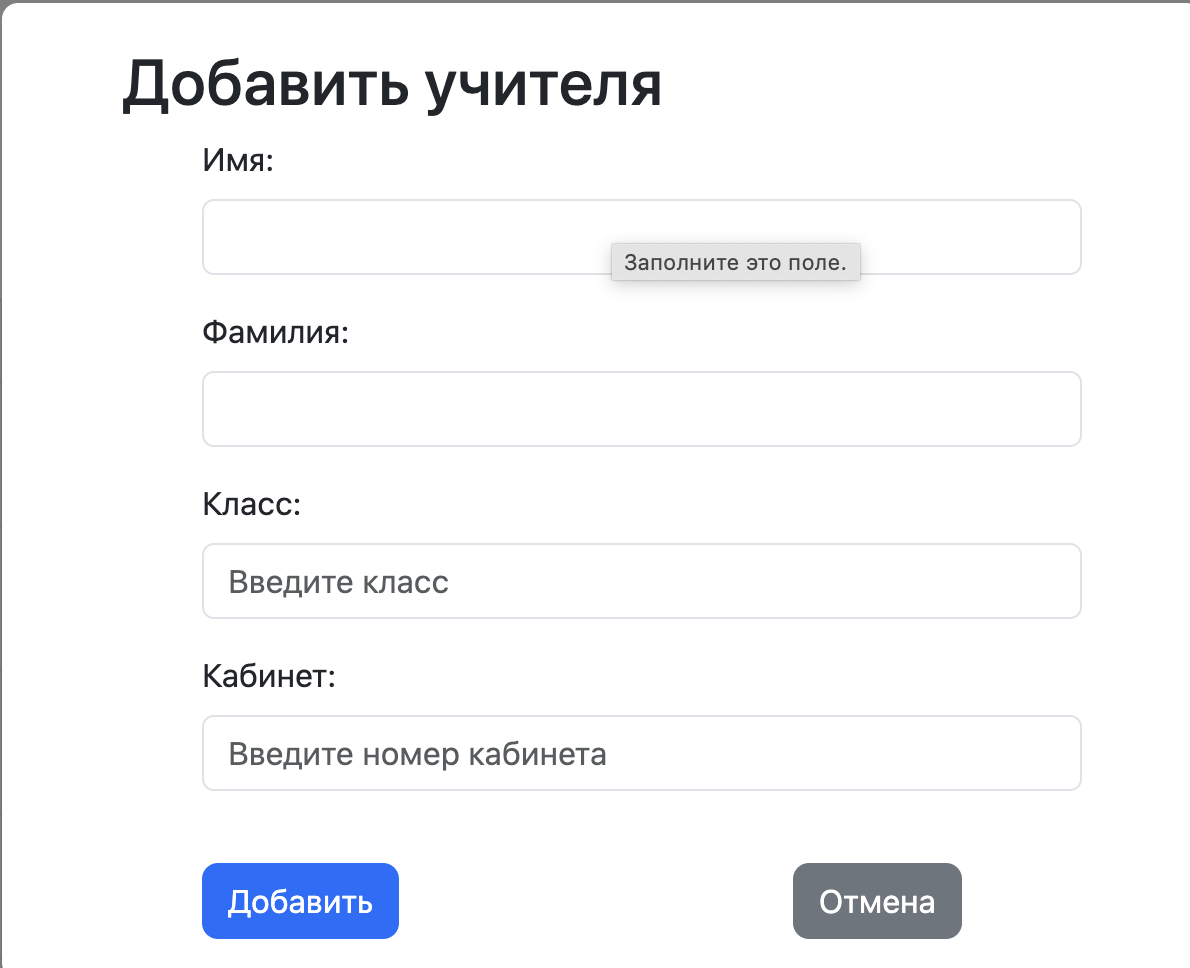 Добавить учителя
Имя:
Заполните это поле.
Фамилия:
Класс:
Введите класс
Кабинет:
Введите номер кабинета
Добавить
Отмена